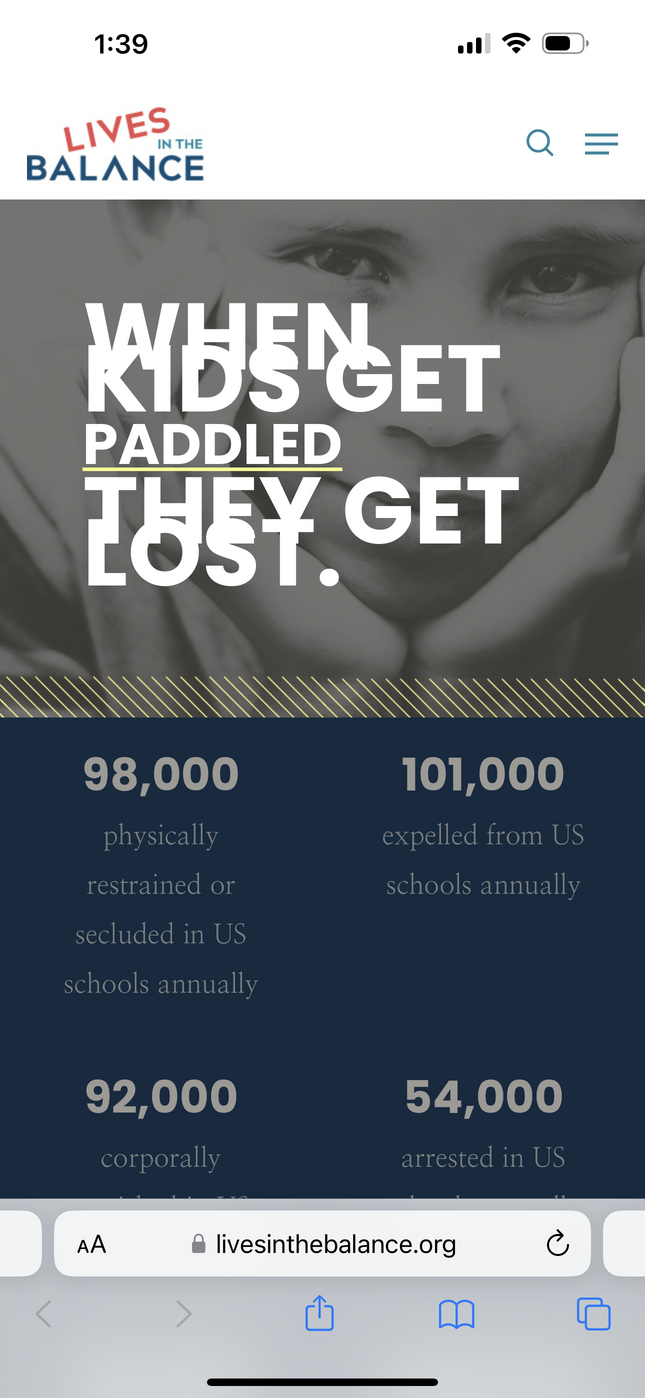 1:39
LIVES
IN THE
BALANCE
WHEN
KIDS GET
PADDLED
THEY GET
LOST.
98,000
physically
restrained or
secluded in US
schools annually
101,000
expelled from US
schools annually
92,000
corporally
54,000
arrested in US
AA
livesinthebalance.org